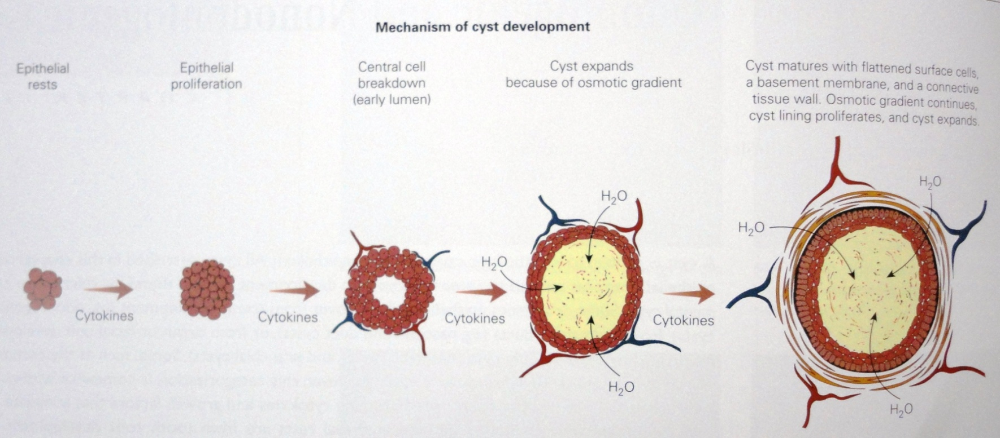 Mechanism of cyst development
Epithelial
rests
Epithelial
proliferation
Central cell
breakdown
(early lumen)
Cyst expands
because of osmotic gradient
Cyst matures with flattened surface cells,
a basement membrane, and a connective
tissue wall. Osmotic gradient continues,
cyst lining proliferates, and cyst expands.
Cytokines
Cytokines
Cytokines
Cytokines
H₂O
H₂O
H₂O
H₂O
H₂O
H₂O